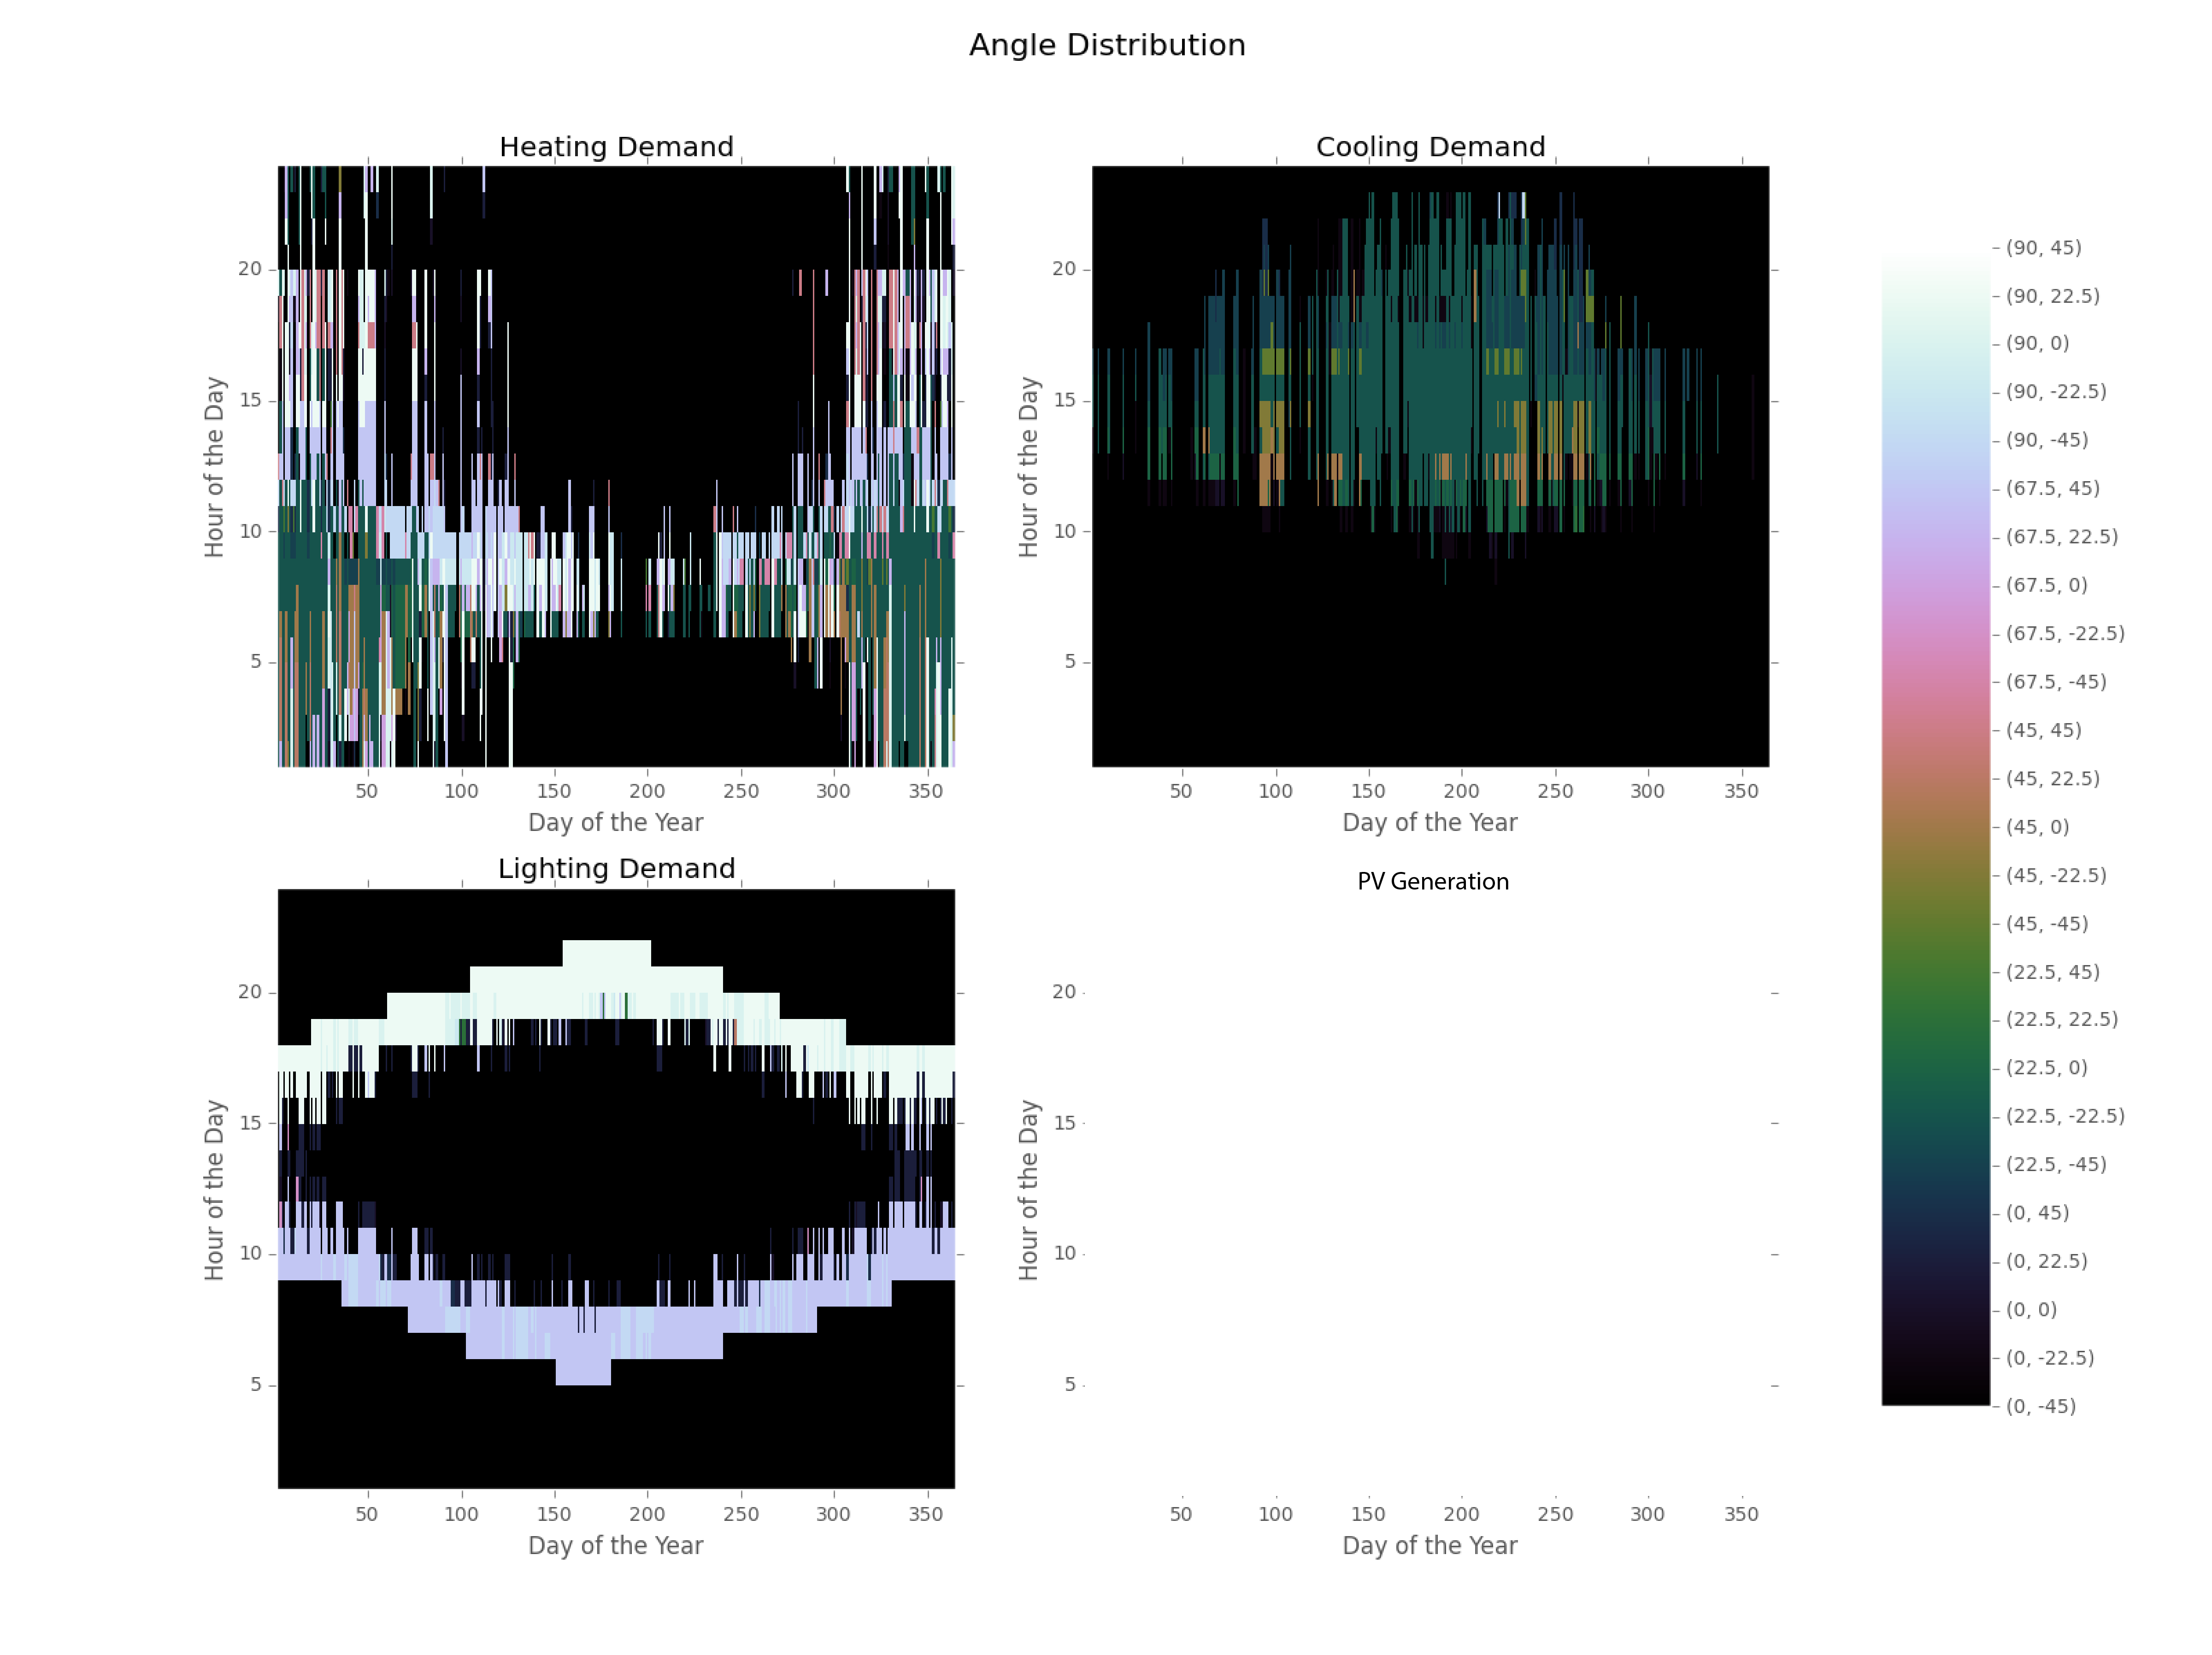 Angle Distribution
Heating Demand
Hour of the Day
20
15
10
5
50 100 150 200 250 300 350
Day of the Year
Cooling Demand
Hour of the Day
20
15
10
5
50 100 150 200 250 300 350
Day of the Year
Lighting Demand
Hour of the Day
20
15
10
5
50 100 150 200 250 300 350
Day of the Year
PV Generation
Hour of the Day
20
15
10
5
50 100 150 200 250 300 350
Day of the Year
(90, 45)
(90, 22.5)
(90, 0)
(90, -22.5)
(90, -45)
(67.5, 45)
(67.5, 22.5)
(67.5, 0)
(67.5, -22.5)
(67.5, -45)
(45, 45)
(45, 22.5)
(45, 0)
(45, -22.5)
(45, -45)
(22.5, 45)
(22.5, 22.5)
(22.5, 0)
(22.5, -22.5)
(22.5, -45)
(0, 45)
(0, 22.5)
(0, 0)
(0, -22.5)
(0, -45)